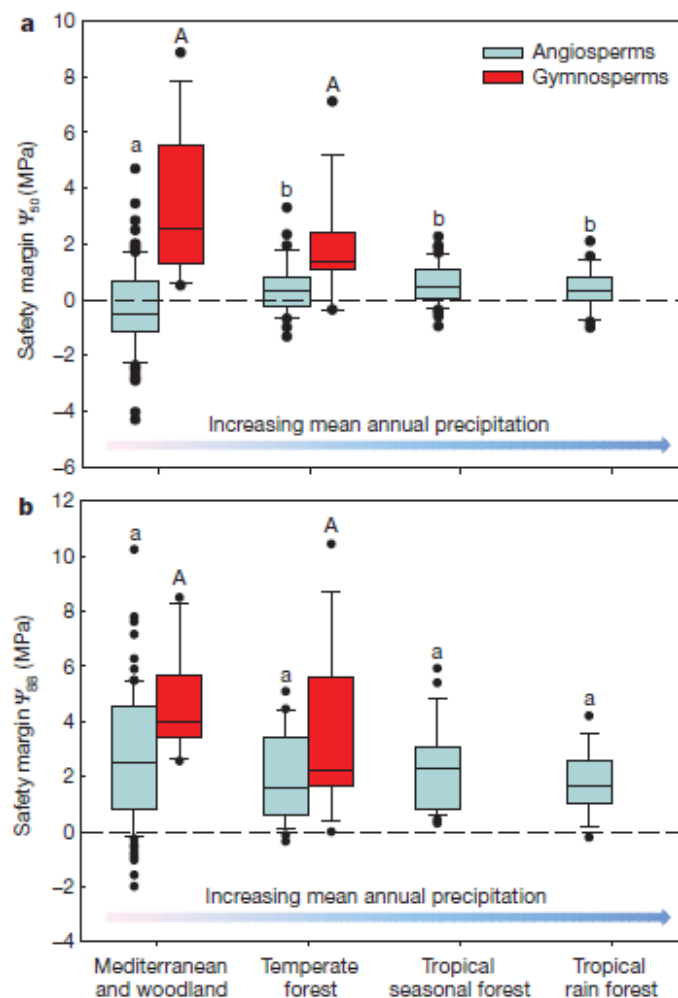 a
10
8
6
4
2
0
–2
–4
–6
Safety margin Ψ50 (MPa)
Angiosperms
Gymnosperms
a
A
b
A
b
b
Increasing mean annual precipitation
b
12
10
8
6
4
2
0
–2
–4
Safety margin Ψ88 (MPa)
a
A
a
A
a
a
Increasing mean annual precipitation
Mediterranean
and woodland
Temperate
forest
Tropical
seasonal forest
Tropical
rain forest